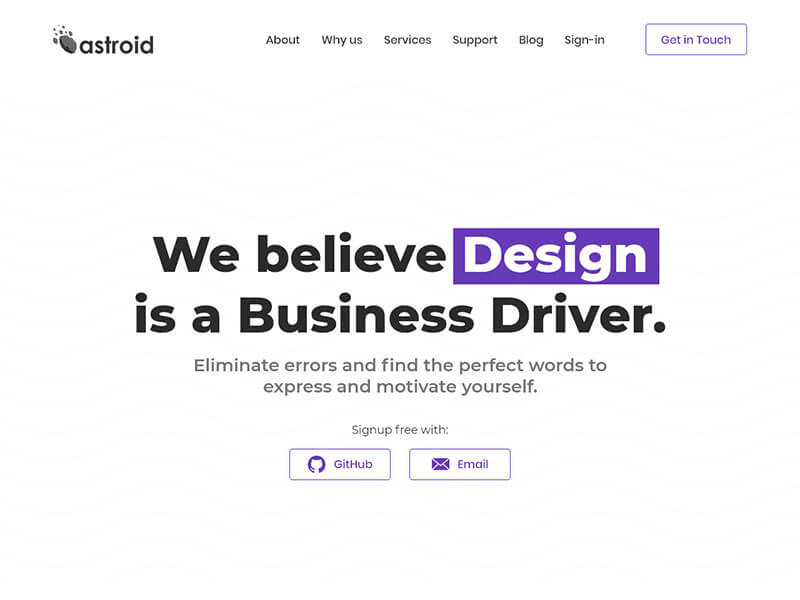 astroid
About Why us Services Support Blog Sign-in Get in Touch
We believe Design
is a Business Driver.
Eliminate errors and find the perfect words to
express and motivate yourself.
Signup free with:
GitHub Email